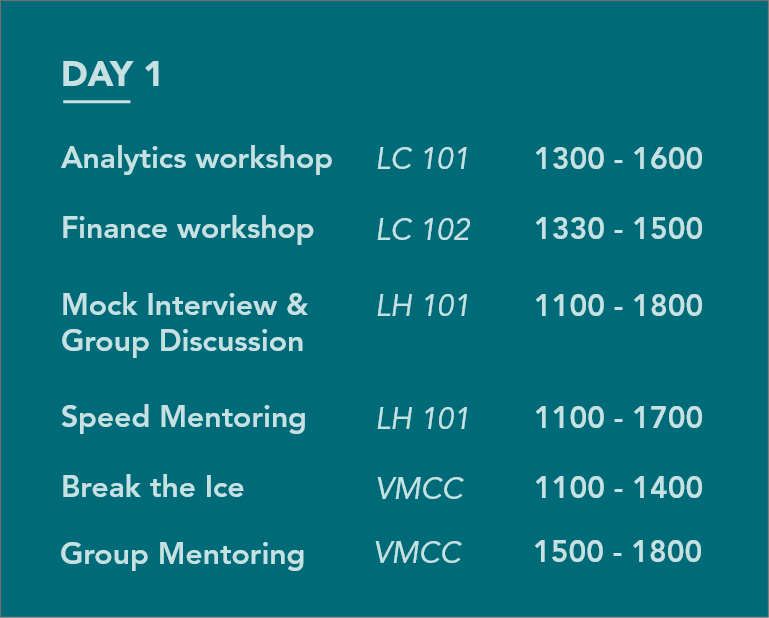 DAY 1
Analytics workshop LC 101 1300 - 1600
Finance workshop LC 102 1330 - 1500
Mock Interview & LH 101 1100 - 1800
Group Discussion
Speed Mentoring LH 101 1100 - 1700
Break the Ice VMCC 1100 - 1400
Group Mentoring VMCC 1500 - 1800